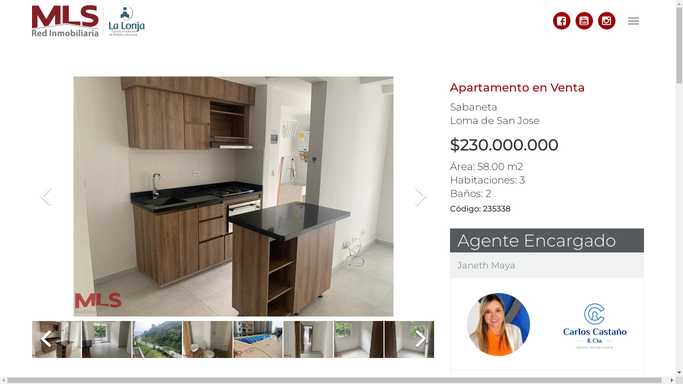 MLS
Red Inmobiliaria
La Lonja
Apartamento en Venta
Sabaneta
Loma de San Jose
$230.000.000
Área: 58.00 m2
Habitaciones: 3
Baños: 2
Código: 235338
Agente Encargado
Janeth Maya
MLS
Carlos Castaño
& Cía.